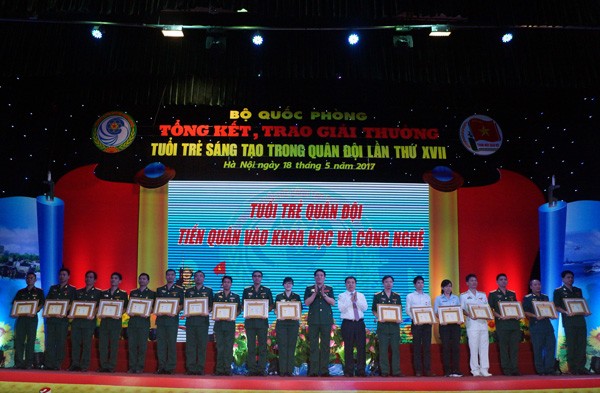 BỘ QUỐC PHÒNG
TỔNG KẾT, TRAO GIẢI THƯỞNG
TUỔI TRẺ SÁNG TẠO TRONG QUÂN ĐỘI LẦN THỨ XVII
Hà Nội ngày 18 tháng 5 năm 2017
TUỔI TRẺ QUÂN ĐỘI
TIẾN QUÂN VÀO KHOA HỌC VÀ CÔNG NGHỆ